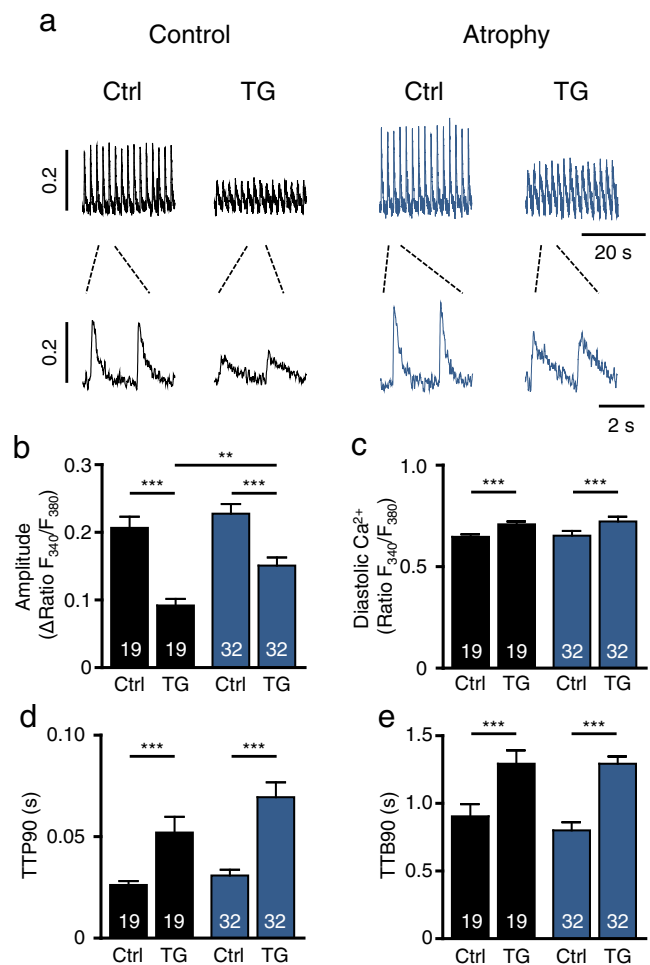 a
Control Atrophy
Ctrl TG Ctrl TG
0.2
20 s
0.2
2 s
b
0.3
0.2
0.1
0
Amplitude
(ΔRatio F340/F380)
*** ** ***
19 19 32 32
Ctrl TG Ctrl TG
c
1.0
0.5
0
Diastolic Ca2+
(Ratio F340/F380)
*** ***
19 19 32 32
Ctrl TG Ctrl TG
d
0.10
0.05
0
TTP90 (s)
*** ***
19 19 32 32
Ctrl TG Ctrl TG
e
1.5
1.0
0.5
0
TTB90 (s)
*** ***
19 19 32 32
Ctrl TG Ctrl TG